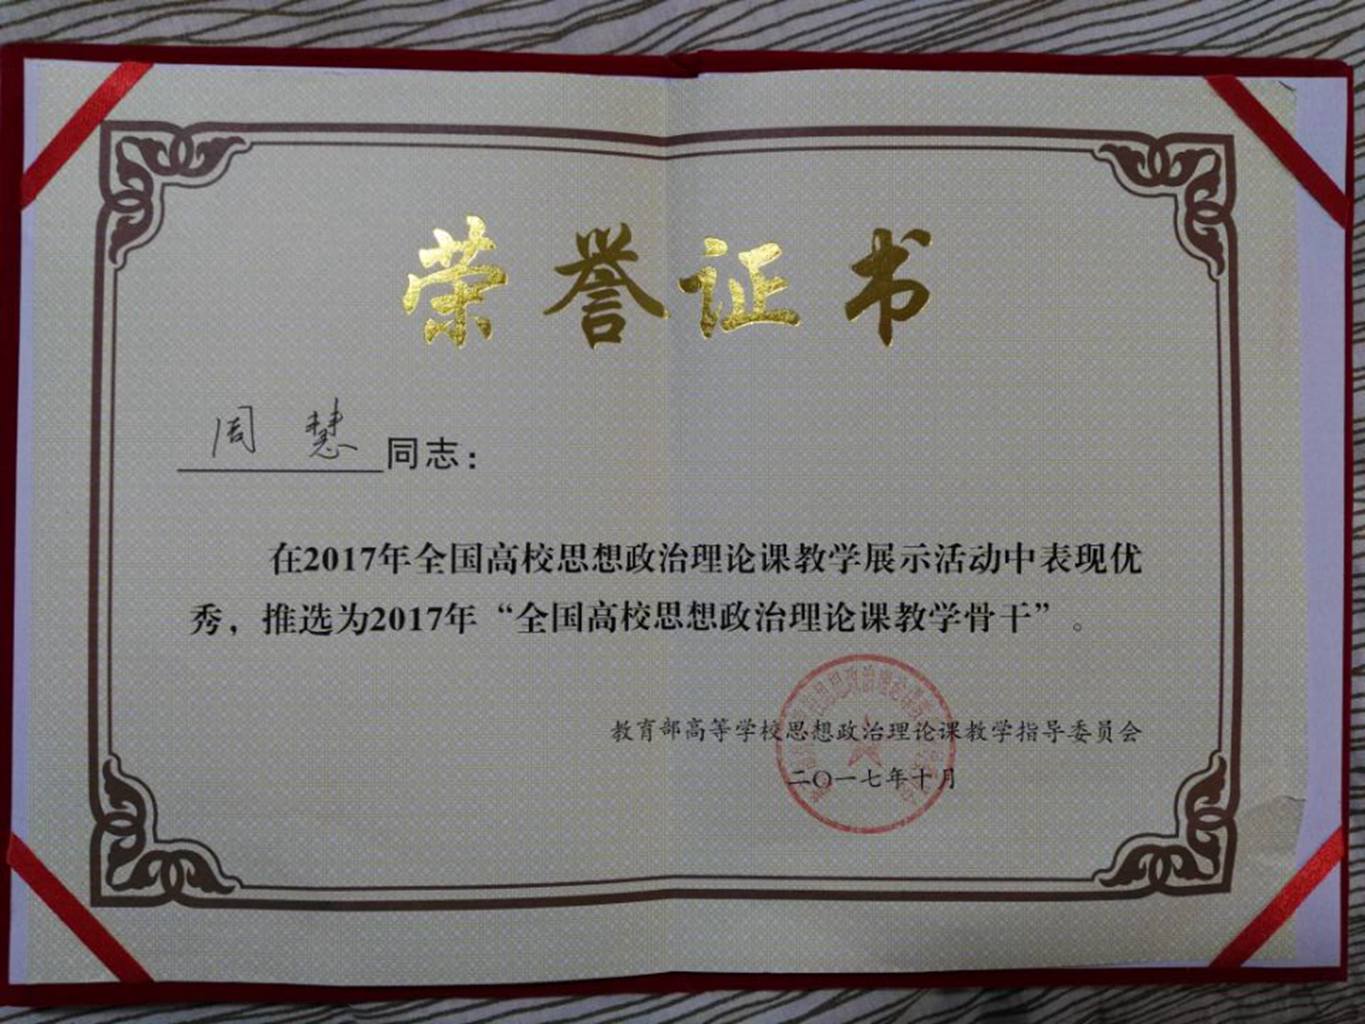 荣誉证书
周慧同志：
在2017年全国高校思想政治理论课教学展示活动中表现优
秀，推选为2017年“全国高校思想政治理论课教学骨干”。
教育部高等学校思想政治理论课教学指导委员会
二〇一七年十月